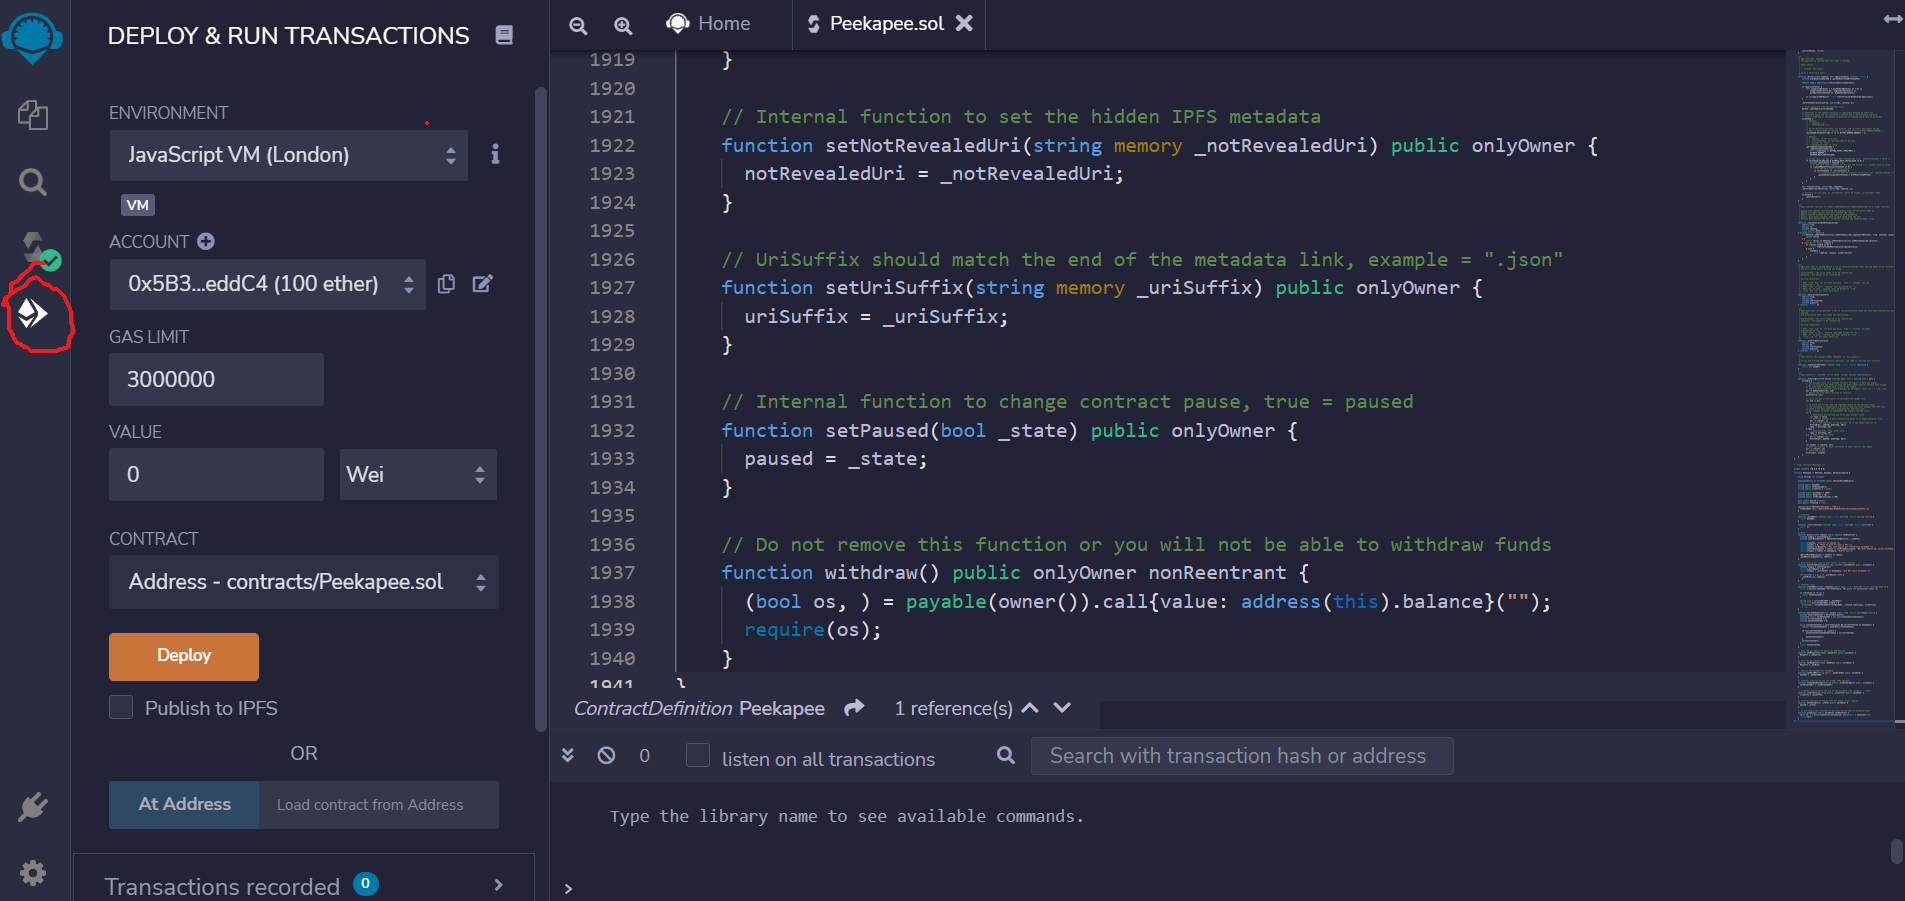 DEPLOY & RUN TRANSACTIONS
ENVIRONMENT
JavaScript VM (London)
VM
ACCOUNT
0x5B3...eddC4 (100 ether)
GAS LIMIT
3000000
VALUE
0
Wei
CONTRACT
Address - contracts/Peekapee.sol
Deploy
Publish to IPFS
OR
At Address
Load contract from Address
Transactions recorded 0
Home
Peekapee.sol
1919 }
1920
1921 // Internal function to set the hidden IPFS metadata
1922 function setNotRevealedUri(string memory _notRevealedUri) public onlyOwner {
1923 notRevealedUri = _notRevealedUri;
1924 }
1925
1926 // UriSuffix should match the end of the metadata link, example = ".json"
1927 function setUriSuffix(string memory _uriSuffix) public onlyOwner {
1928 uriSuffix = _uriSuffix;
1929 }
1930
1931 // Internal function to change contract pause, true = paused
1932 function setPaused(bool _state) public onlyOwner {
1933 paused = _state;
1934 }
1935
1936 // Do not remove this function or you will not be able to withdraw funds
1937 function withdraw() public onlyOwner nonReentrant {
1938 (bool os, ) = payable(owner()).call{value: address(this).balance}("");
1939 require(os);
1940 }
1941 }
ContractDefinition Peekapee
1 reference(s)
0
listen on all transactions
Search with transaction hash or address
Type the library name to see available commands.
>